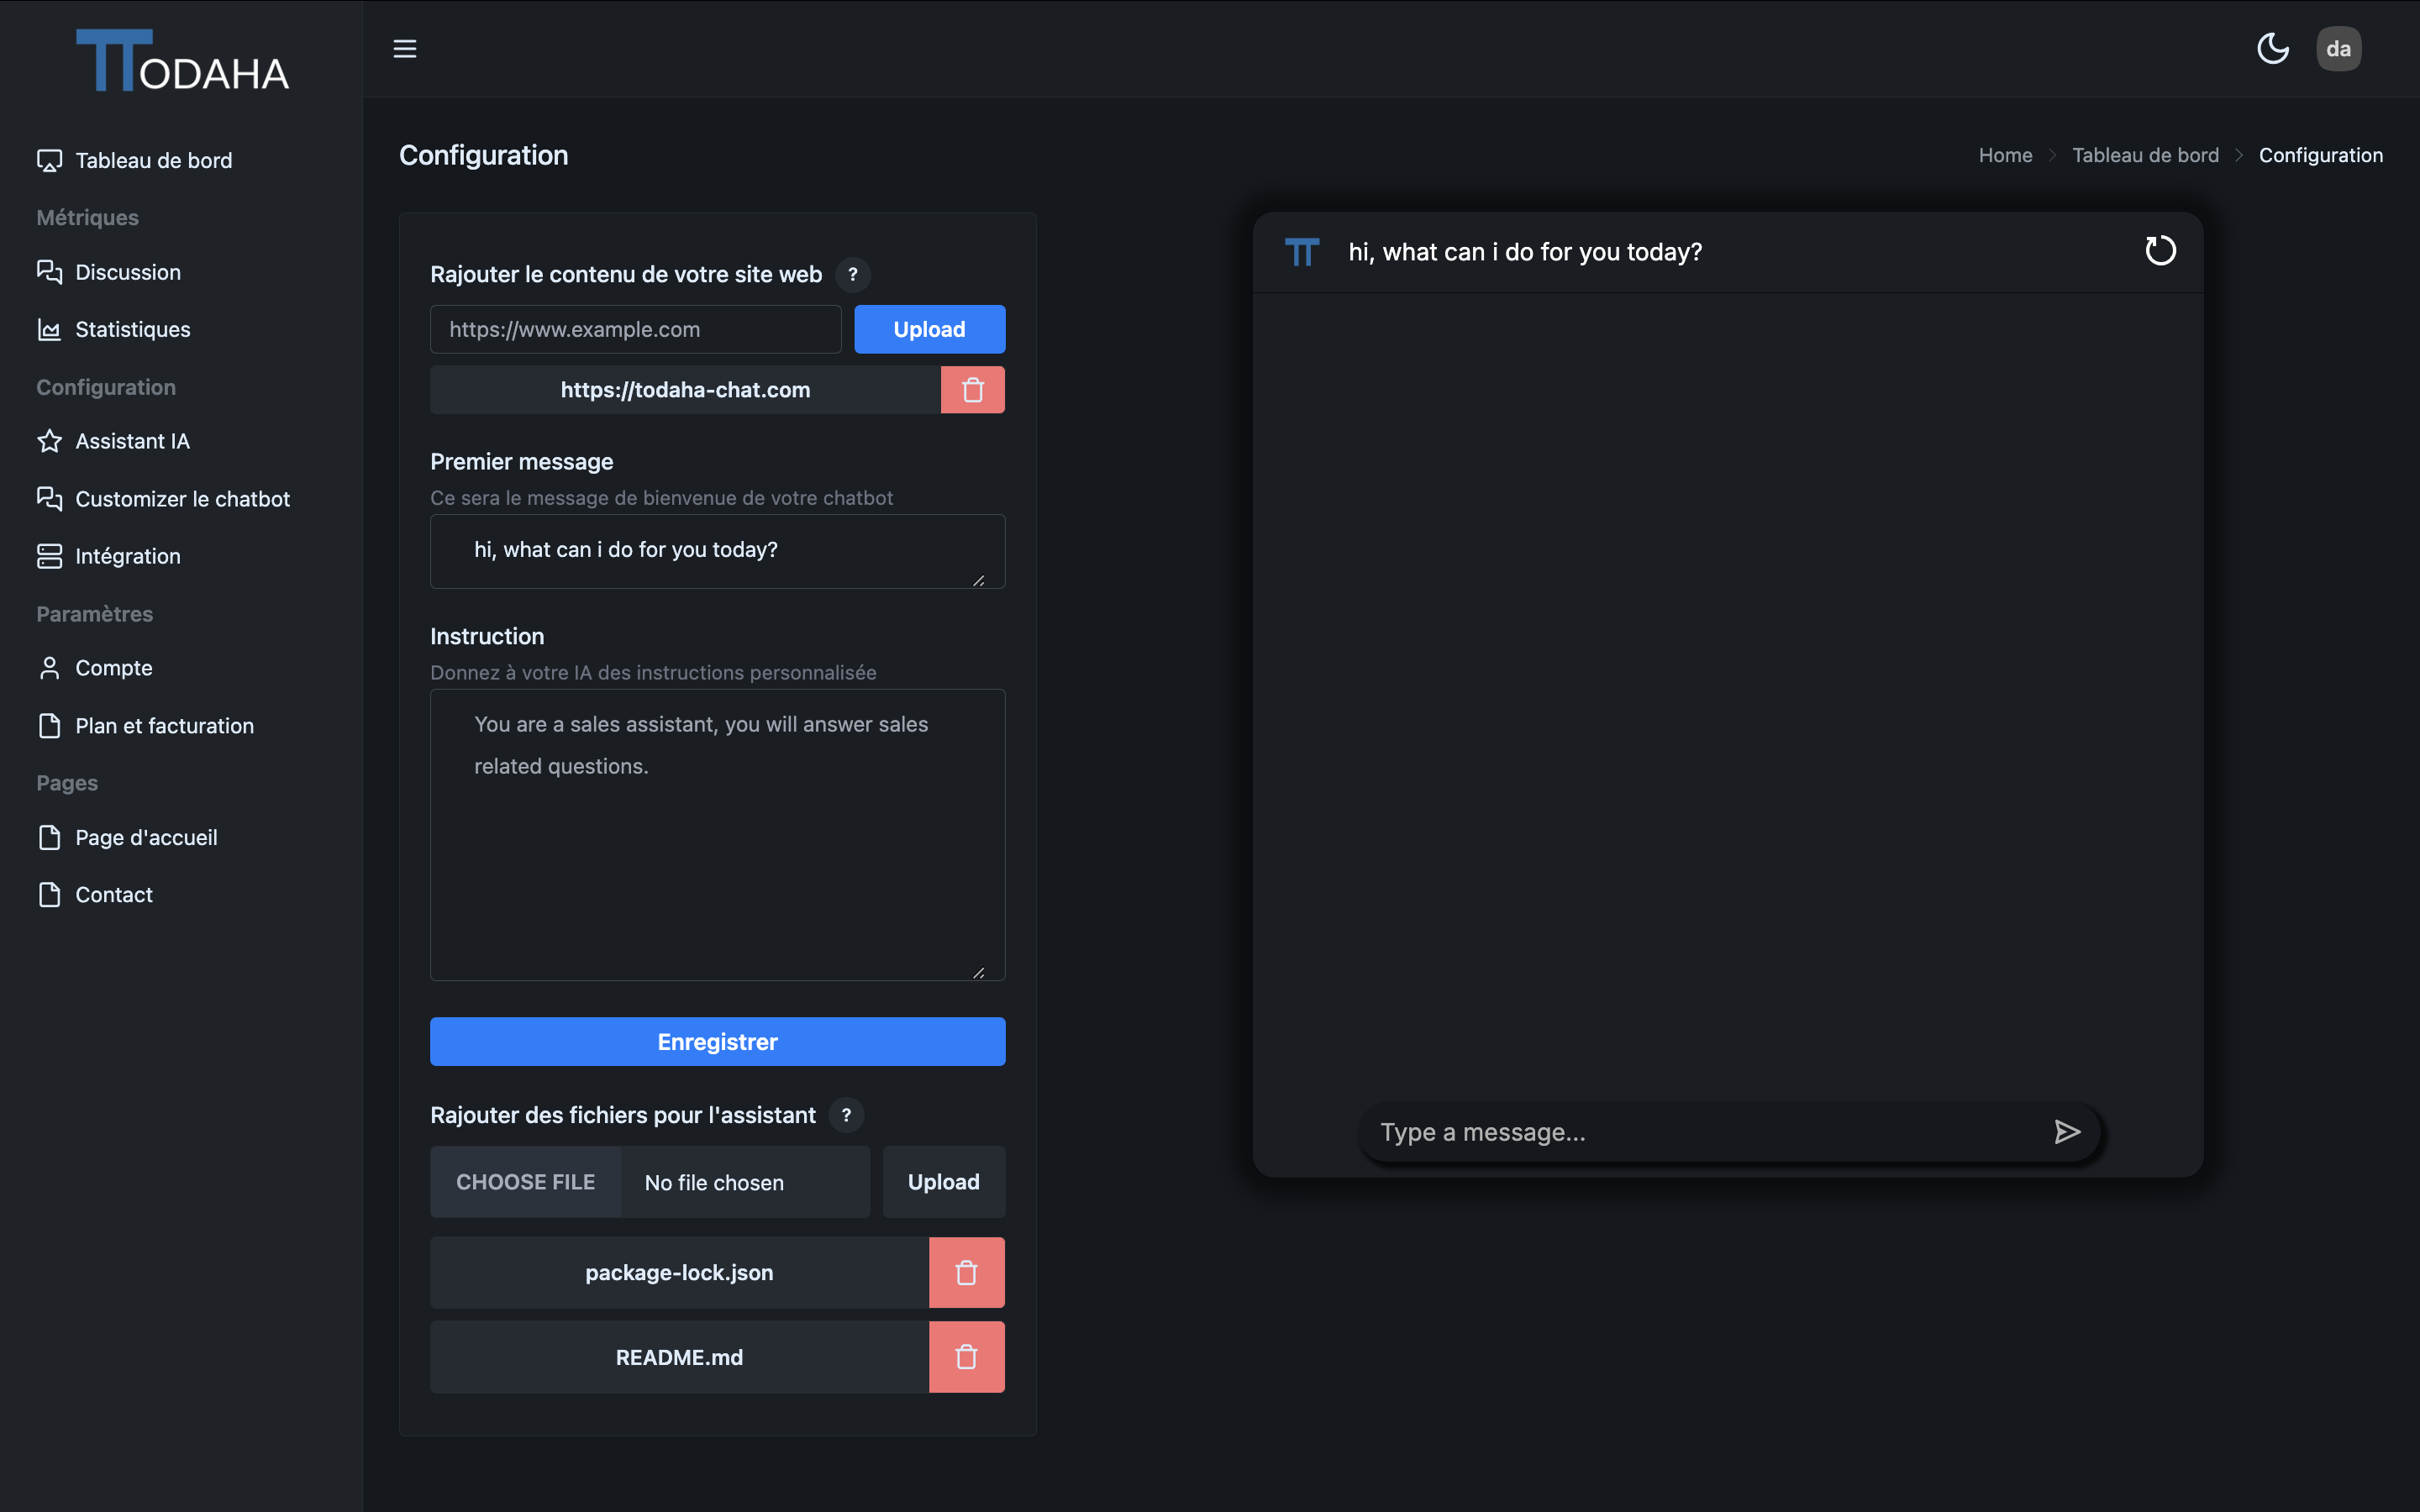 TODAHA
Tableau de bord
Métriques
Discussion
Statistiques
Configuration
Assistant IA
Customizer le chatbot
Intégration
Paramètres
Compte
Plan et facturation
Pages
Page d'accueil
Contact
da
Configuration
Home > Tableau de bord > Configuration
Rajouter le contenu de votre site web ?
https://www.example.com Upload
https://todaha-chat.com
Premier message
Ce sera le message de bienvenue de votre chatbot
hi, what can i do for you today?
Instruction
Donnez à votre IA des instructions personnalisée
You are a sales assistant, you will answer sales
related questions.
Enregistrer
Rajouter des fichiers pour l'assistant ?
CHOOSE FILE No file chosen Upload
package-lock.json
README.md
hi, what can i do for you today?
Type a message...